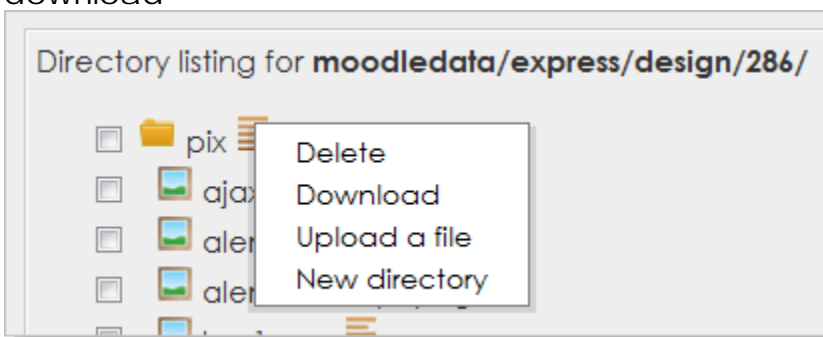 download
Directory listing for moodledata/express/design/286/
pix
Delete
Download
Upload a file
New directory